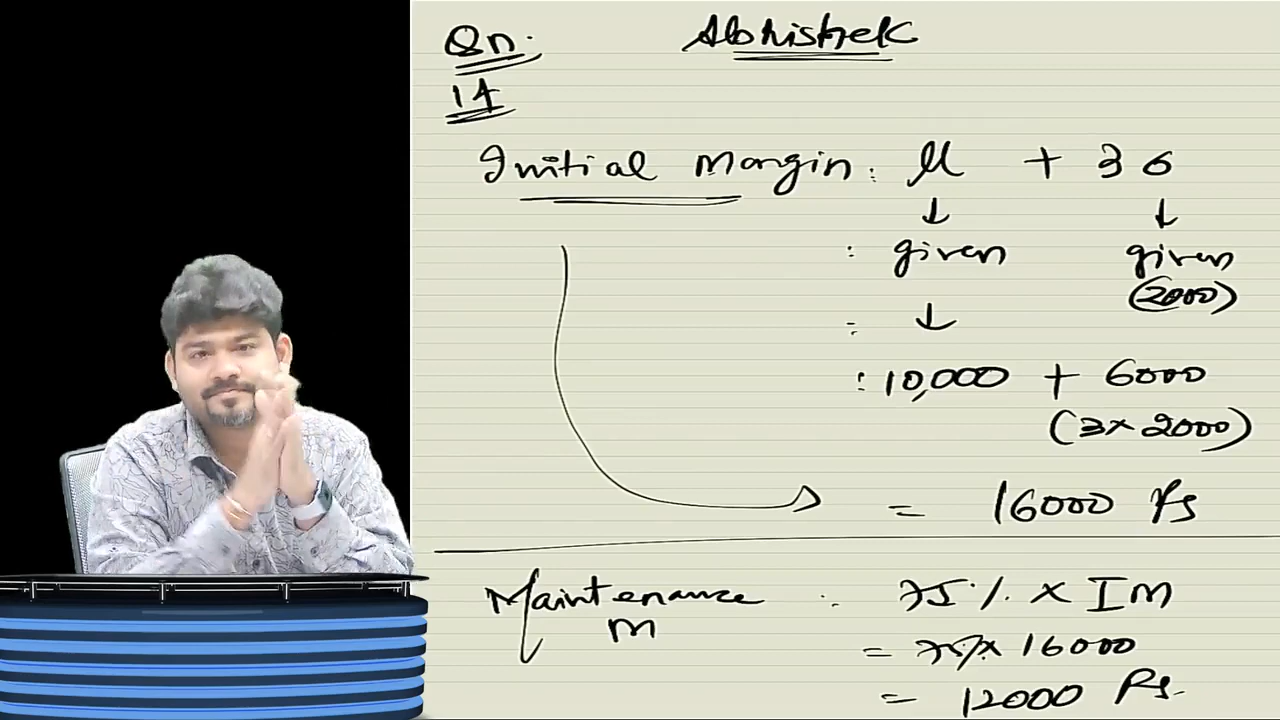 Qn. Abhishek
14
Initial Margin : μ + 3σ
↓ ↓
: given given
(2000)
: ↓
: 10,000 + 6000
(3×2000)
= 16000 Rs
Maintenance : 75% × IM
M
= 75% × 16000
= 12000 Rs.